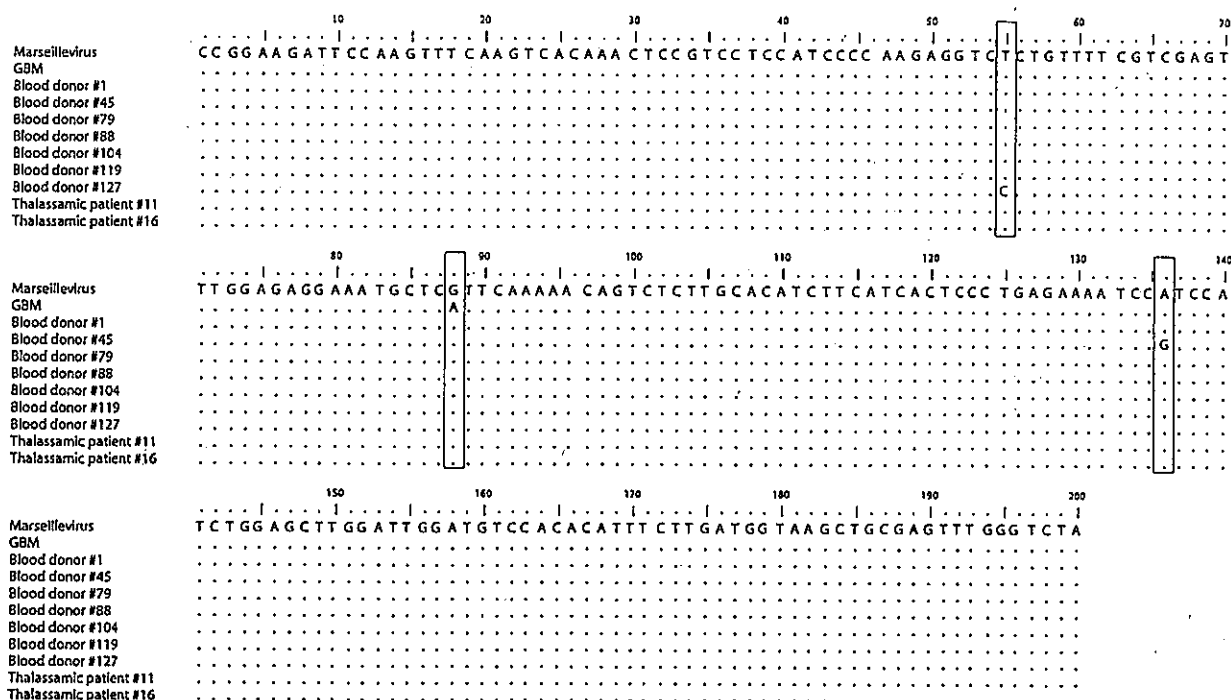 10 20 30 40 50 60 70
Marseillevirus C C G G A A G A T T C C A A G T T T C A A G T C A C A A A C T C C G T C C T C C A T C C C C A A G A G G T C T C T G T T T T C G T C G A G T
GBM
Blood donor #1
Blood donor #45
Blood donor #79
Blood donor #88
Blood donor #104
Blood donor #119
Blood donor #127 C
Thalassamic patient #11
Thalassamic patient #16
80 90 100 110 120 130 140
Marseillevirus T T G G A G A G G A A A T G C T C G T T C A A A A A C A G T C T C T T G C A C A T C T T C A T C A C T C C C T G A G A A A A T C C A T C C A
GBM A
Blood donor #1
Blood donor #45 G
Blood donor #79
Blood donor #88
Blood donor #104
Blood donor #119
Blood donor #127
Thalassamic patient #11
Thalassamic patient #16
150 160 170 180 190 200
Marseillevirus T C T G G A G C T T G G A T T G G A T G T C C A C A C A T T T C T T G A T G G T A A G C T G C G A G T T T G G G T C T A
GBM
Blood donor #1
Blood donor #45
Blood donor #79
Blood donor #88
Blood donor #104
Blood donor #119
Blood donor #127
Thalassamic patient #11
Thalassamic patient #16